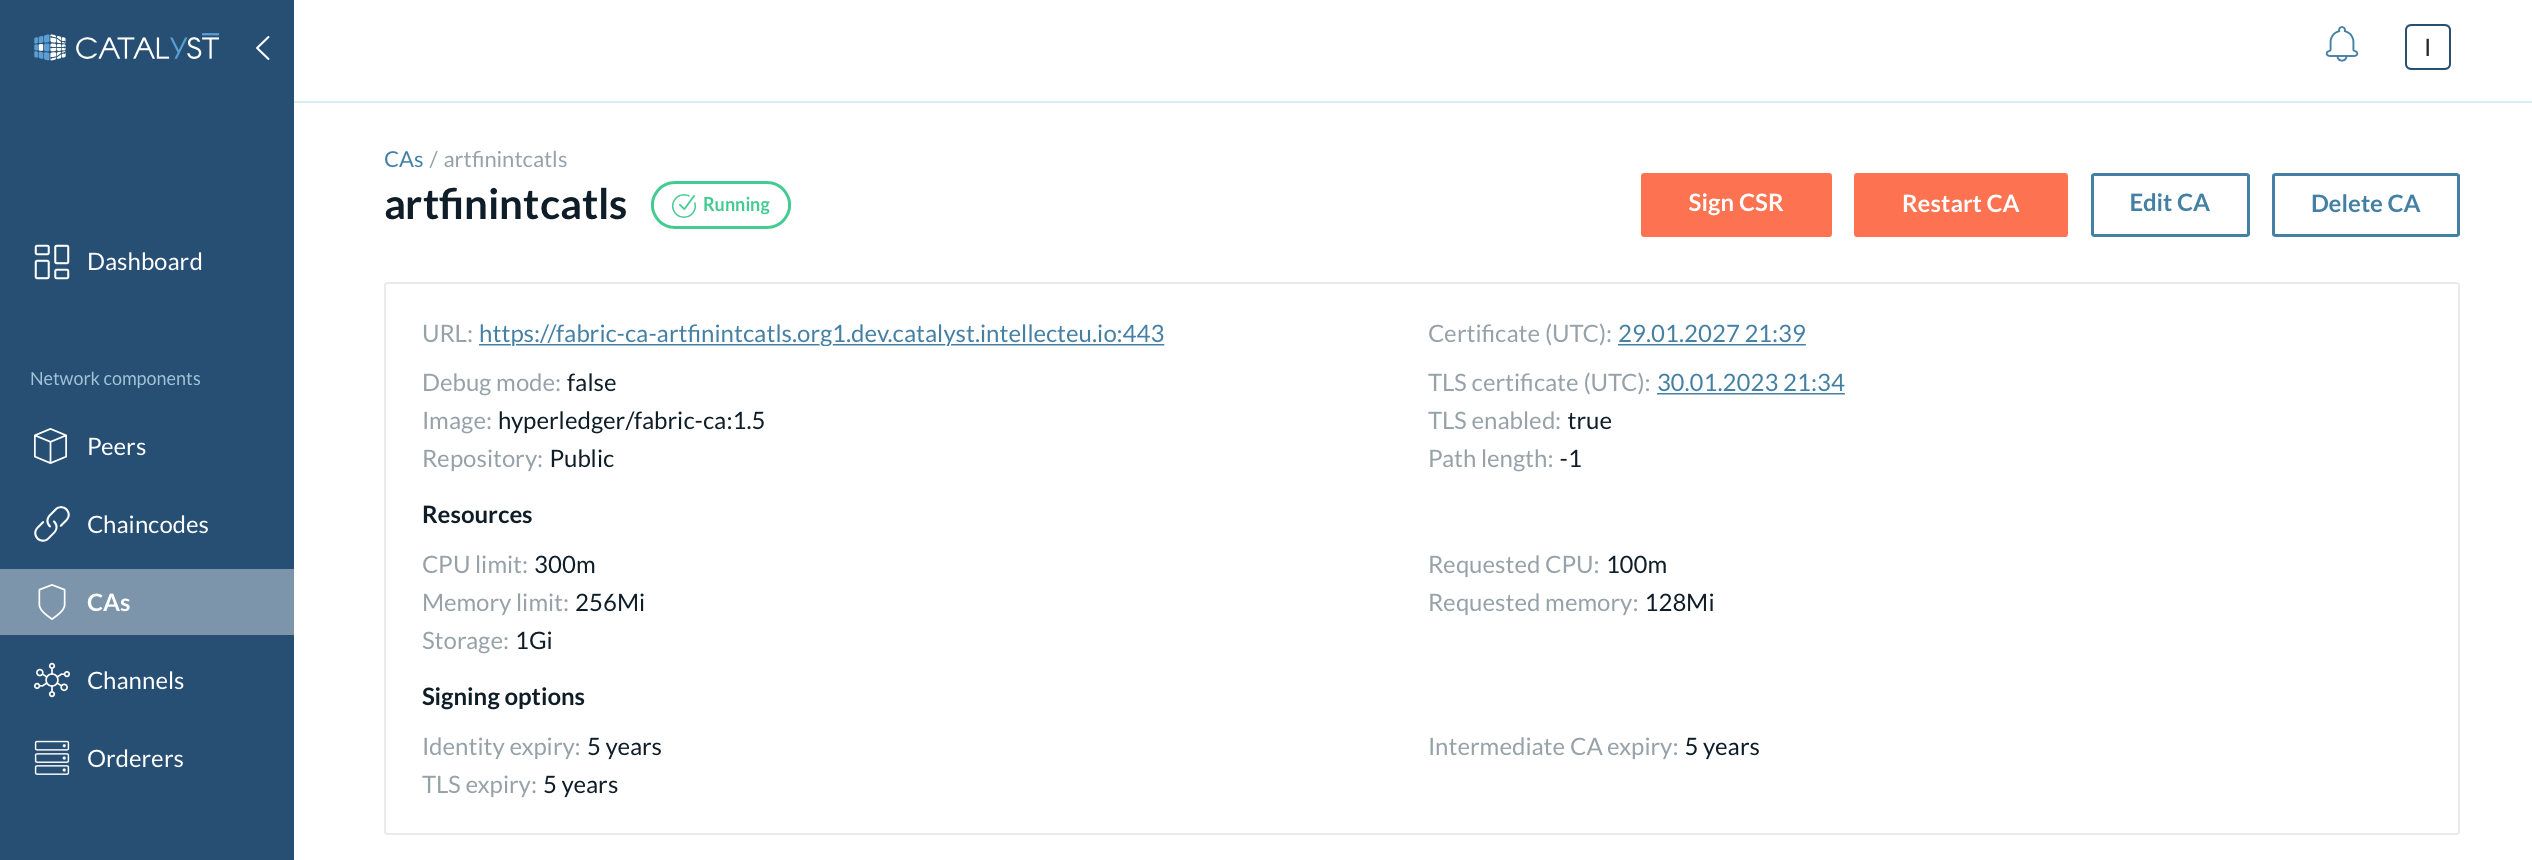 CATALYST
I
Dashboard
Network components
Peers
Chaincodes
CAs
Channels
Orderers
CAs / artfinintcatls
artfinintcatls
Running
Sign CSR
Restart CA
Edit CA
Delete CA
URL: https://fabric-ca-artfinintcatls.org1.dev.catalyst.intellecteu.io:443
Certificate (UTC): 29.01.2027 21:39
Debug mode: false
TLS certificate (UTC): 30.01.2023 21:34
Image: hyperledger/fabric-ca:1.5
TLS enabled: true
Repository: Public
Path length: -1
Resources
CPU limit: 300m
Requested CPU: 100m
Memory limit: 256Mi
Requested memory: 128Mi
Storage: 1Gi
Signing options
Identity expiry: 5 years
Intermediate CA expiry: 5 years
TLS expiry: 5 years